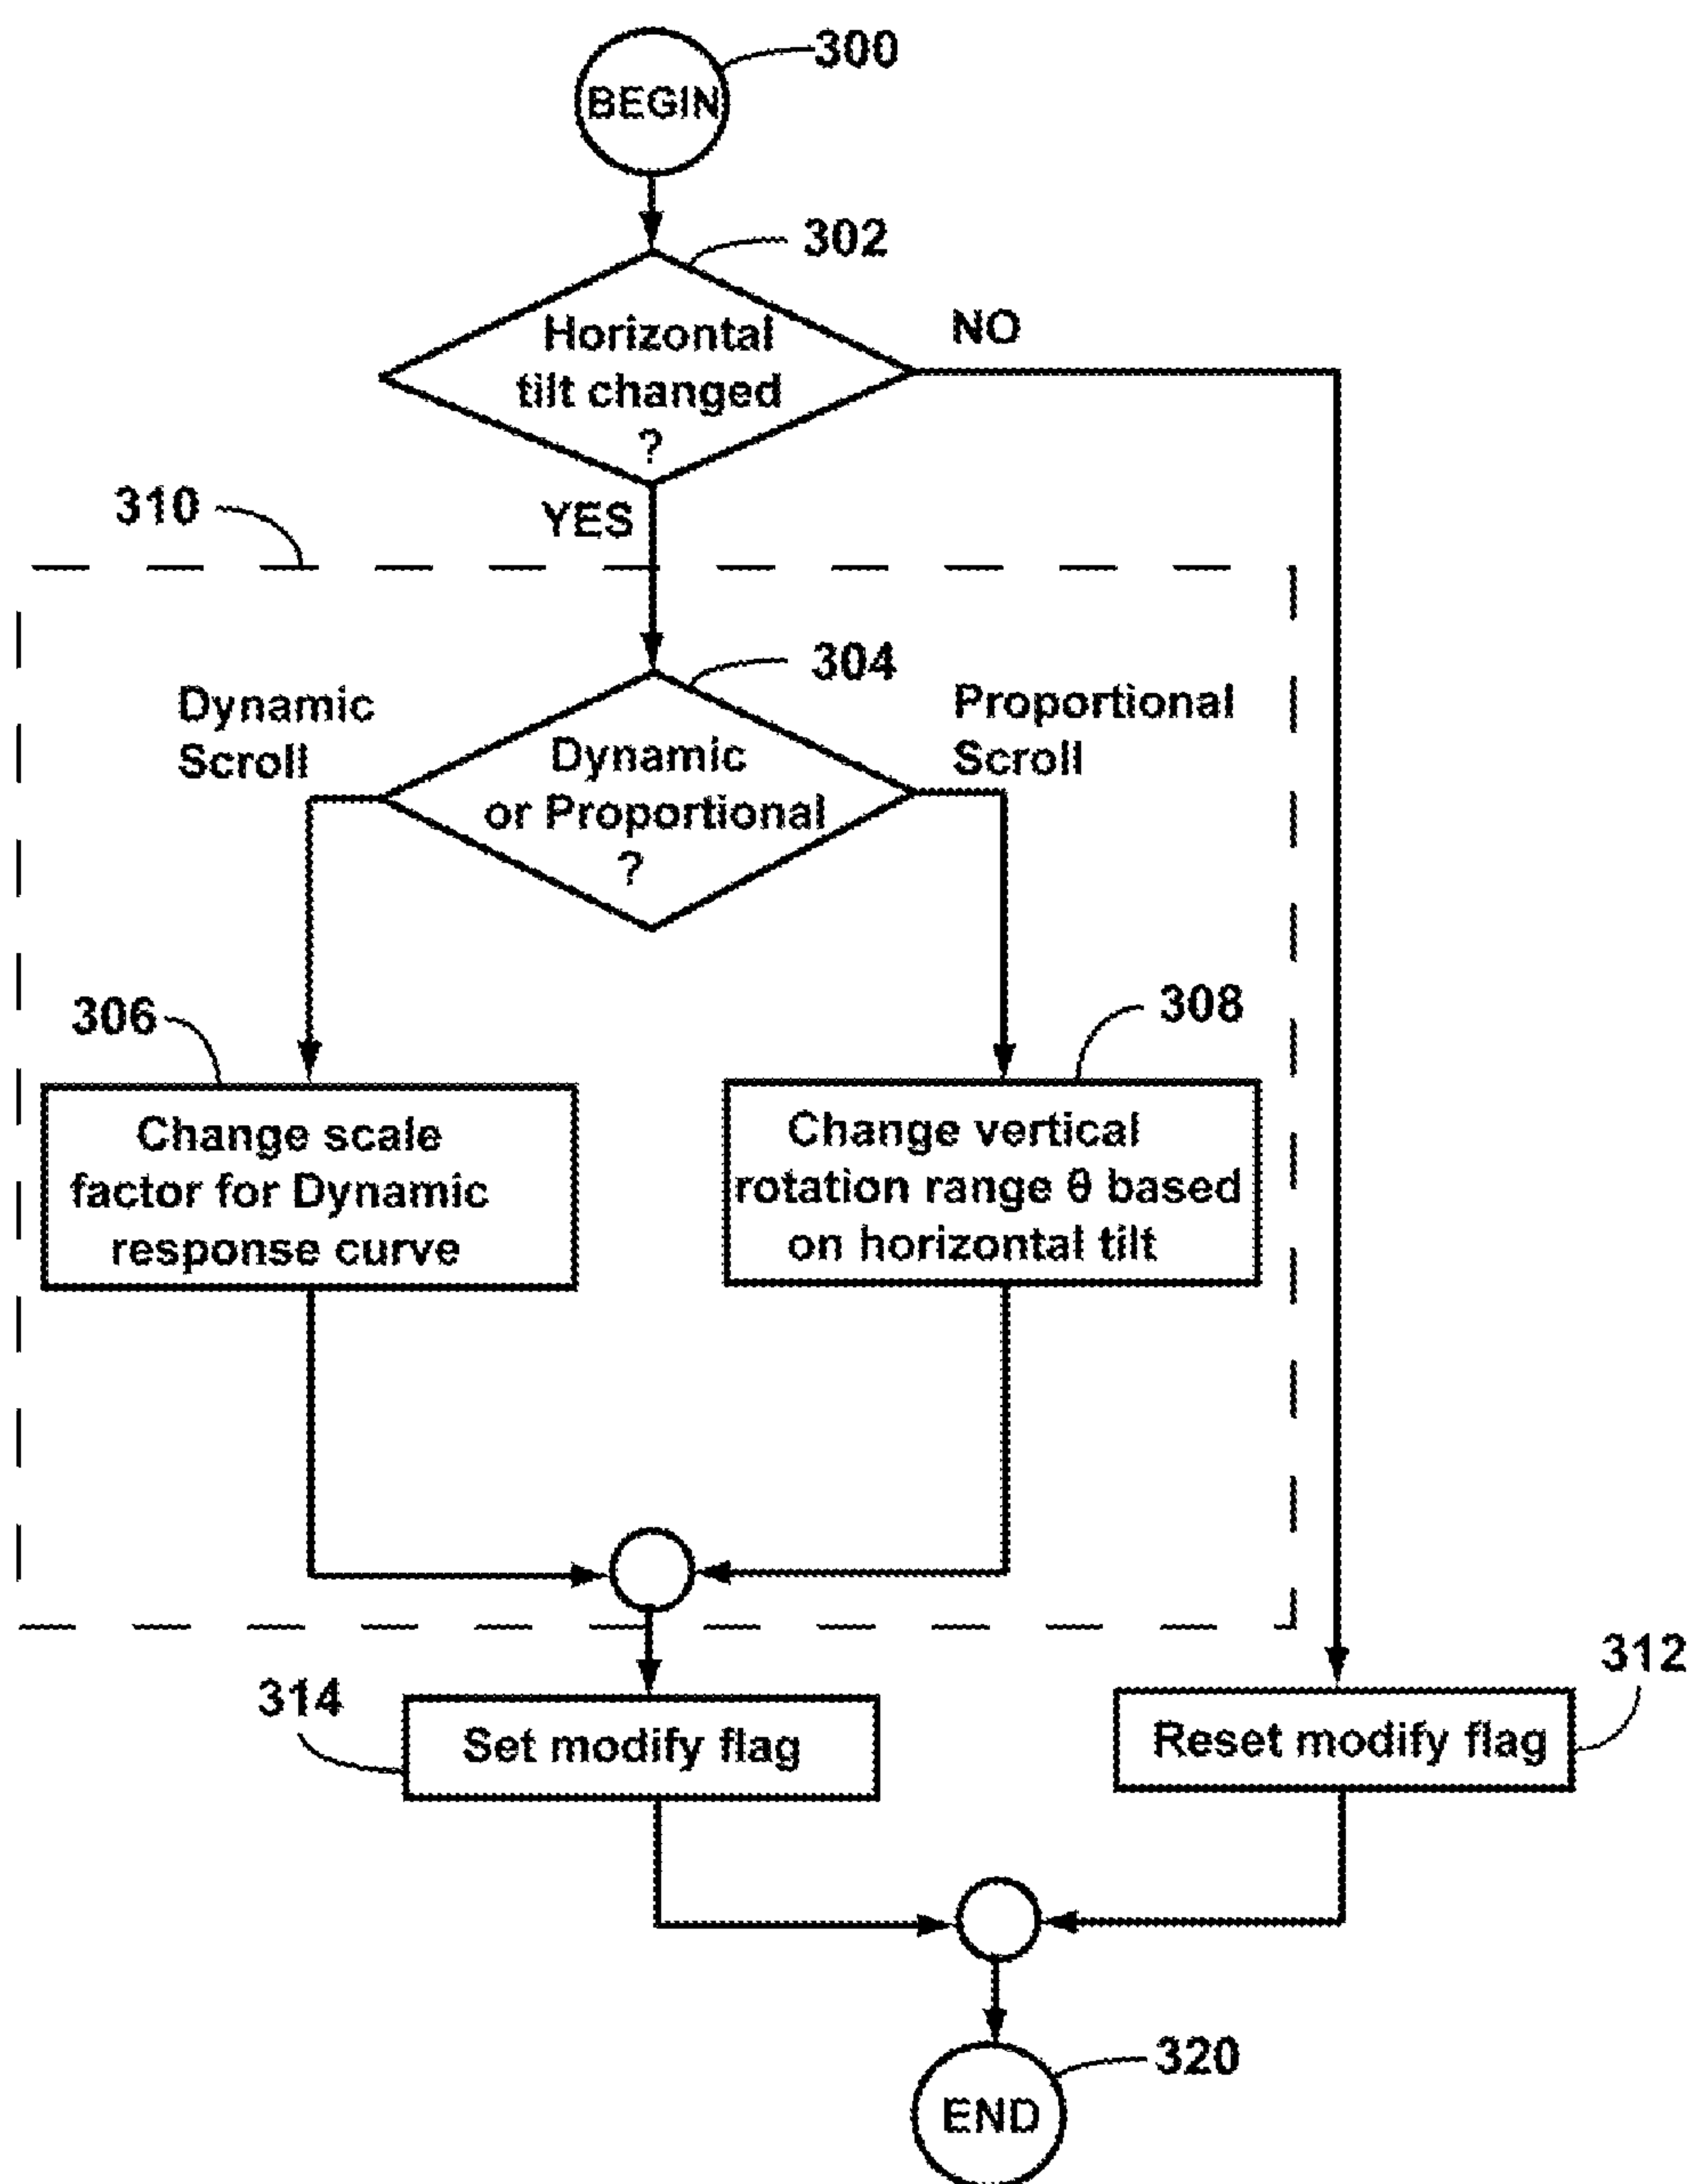 300
BEGIN
302
Horizontal
tilt changed
?
NO
YES
310
304
Dynamic
Scroll
Dynamic
or Proportional
?
Proportional
Scroll
306
308
Change scale
factor for Dynamic
response curve
Change vertical
rotation range θ based
on horizontal tilt
314
Set modify flag
312
Reset modify flag
320
END